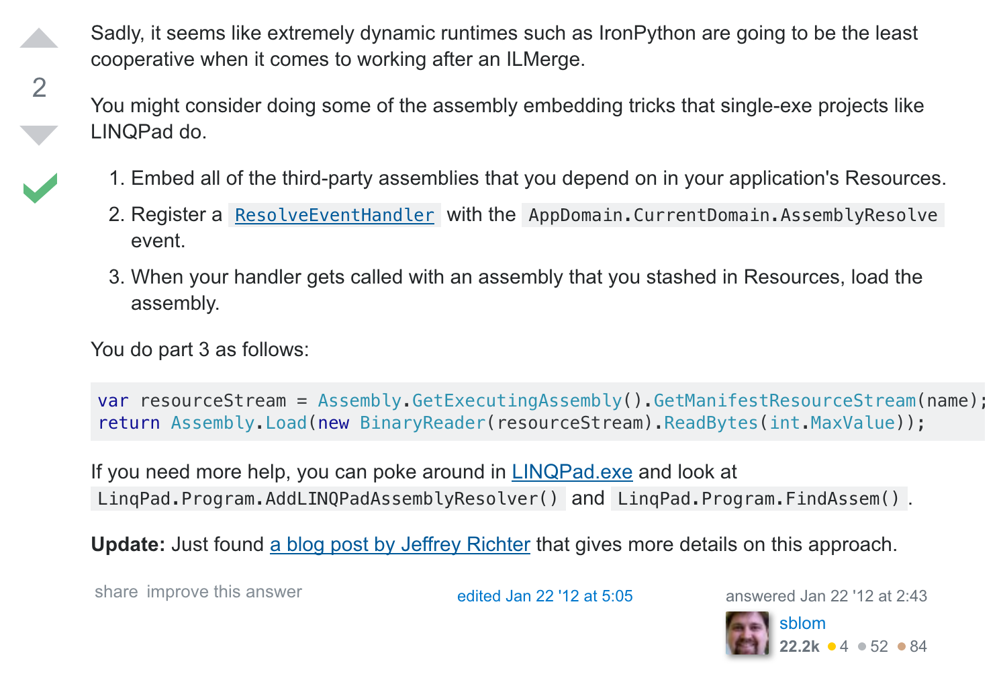 Sadly, it seems like extremely dynamic runtimes such as IronPython are going to be the least
cooperative when it comes to working after an ILMerge.
2
You might consider doing some of the assembly embedding tricks that single-exe projects like
LINQPad do.
1. Embed all of the third-party assemblies that you depend on in your application's Resources.
2. Register a ResolveEventHandler with the AppDomain.CurrentDomain.AssemblyResolve
event.
3. When your handler gets called with an assembly that you stashed in Resources, load the
assembly.
You do part 3 as follows:
var resourceStream = Assembly.GetExecutingAssembly().GetManifestResourceStream(name);
return Assembly.Load(new BinaryReader(resourceStream).ReadBytes(int.MaxValue));
If you need more help, you can poke around in LINQPad.exe and look at
LinqPad.Program.AddLINQPadAssemblyResolver() and LinqPad.Program.FindAssem().
Update: Just found a blog post by Jeffrey Richter that gives more details on this approach.
share improve this answer
edited Jan 22 '12 at 5:05
answered Jan 22 '12 at 2:43
sblom
22.2k 4 52 84